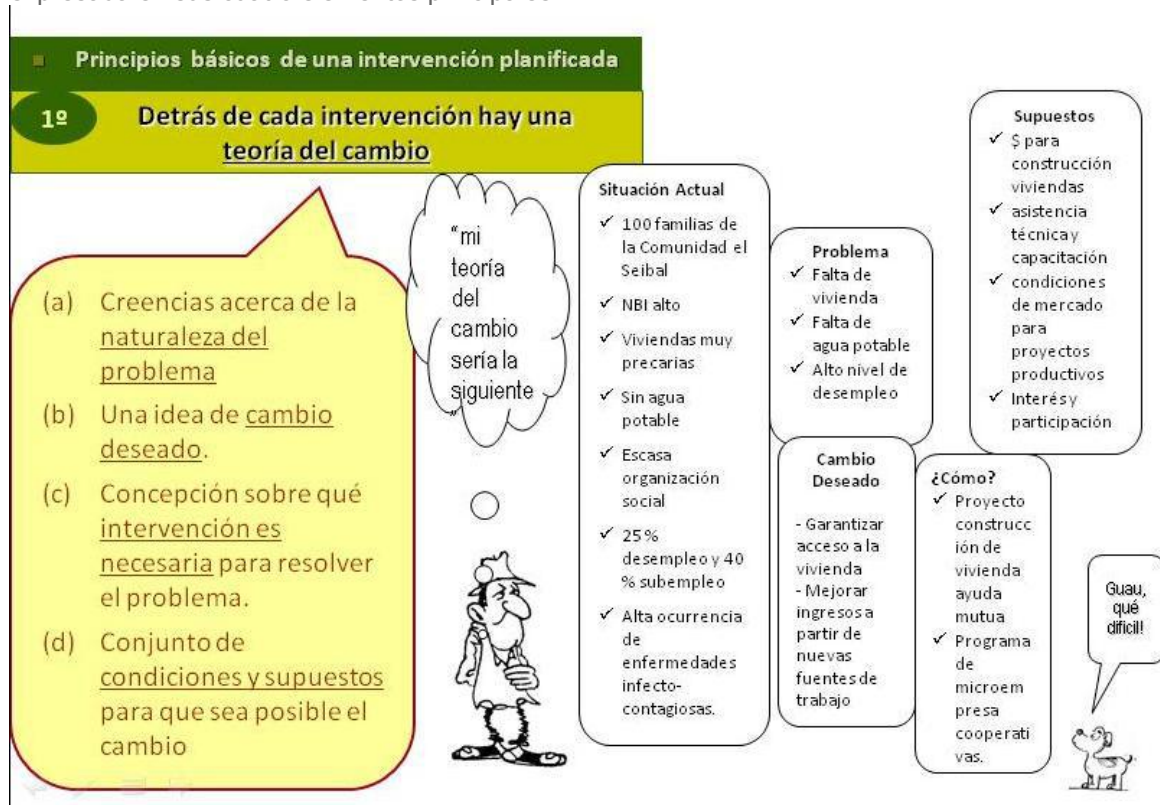 Principios básicos de una intervención planificada
1º
Detrás de cada intervención hay una
teoría del cambio
(a) Creencias acerca de la
naturaleza del
problema
(b) Una idea de cambio
deseado.
(c) Concepción sobre qué
intervención es
necesaria para resolver
el problema.
(d) Conjunto de
condiciones y supuestos
para que sea posible el
cambio
"mi
teoría
del
cambio
sería la
siguiente
"
Situación Actual
✓ 100 familias de
la Comunidad el
Seibal
✓ NBI alto
✓ Viviendas muy
precarias
✓ Sin agua
potable
✓ Escasa
organización
social
✓ 25 %
desempleo y 40
% subempleo
✓ Alta ocurrencia
de
enfermedades
infecto-
contagiosas.
Problema
✓ Falta de
vivienda
✓ Falta de
agua potable
✓ Alto nivel de
desempleo
Cambio
Deseado
- Garantizar
acceso a la
vivienda
- Mejorar
ingresos a
partir de
nuevas
fuentes de
trabajo
Supuestos
✓ $ para
construcción
viviendas
✓ asistencia
técnica y
capacitación
✓ condiciones
de mercado
para
proyectos
productivos
✓ Interés y
participación
¿Cómo?
✓ Proyecto
construcc
ión de
vivienda
ayuda
mutua
✓ Programa
de
microem
presa
cooperati
vas.
Guau,
qué
dificil!